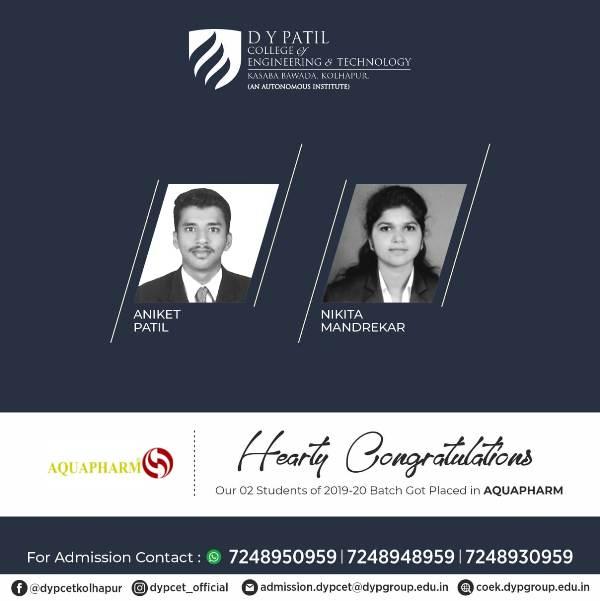 D Y PATIL
COLLEGE of
ENGINEERING & TECHNOLOGY
KASABA BAWADA, KOLHAPUR.
(AN AUTONOMOUS INSTITUTE)
ANIKET
PATIL
NIKITA
MANDREKAR
AQUAPHARM
Hearty Congratulations
Our 02 Students of 2019-20 Batch Got Placed in AQUAPHARM
For Admission Contact : 7248950959 | 7248948959 | 7248930959
@dypcetkolhapur dypcet_official admission.dypcet@dypgroup.edu.in coek.dypgroup.edu.in